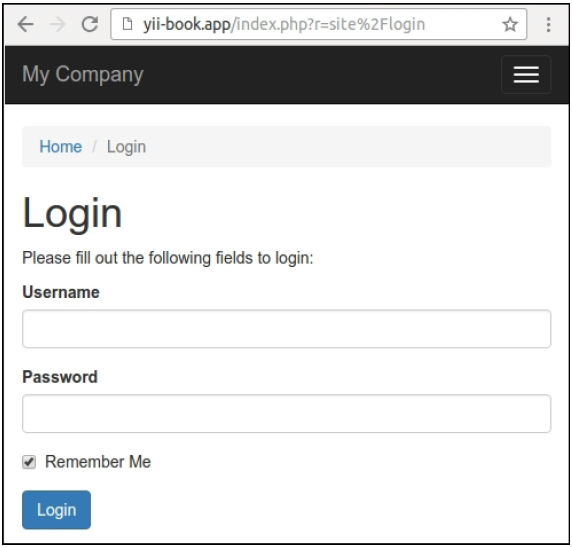 yii-book.app/index.php?r=site%2Flogin
My Company
Home / Login
Login
Please fill out the following fields to login:
Username
Password
Remember Me
Login